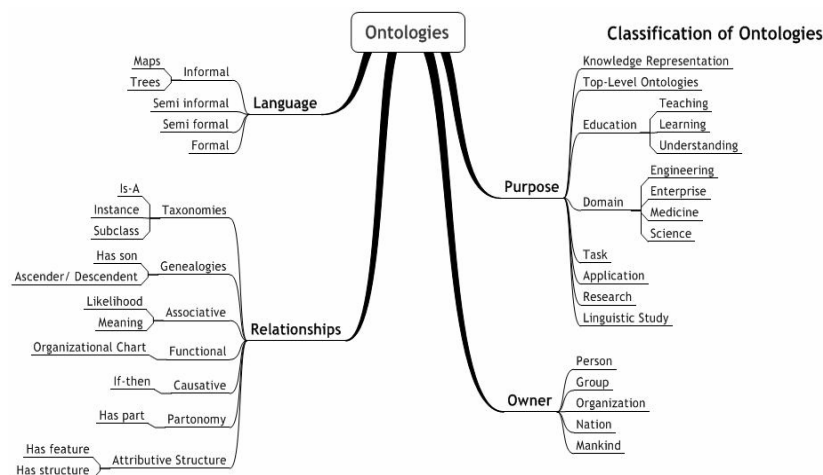 Ontologies
Classification of Ontologies
Language
Informal
Maps
Trees
Semi informal
Semi formal
Formal
Relationships
Taxonomies
Is-A
Instance
Subclass
Genealogies
Has son
Ascender/ Descendent
Associative
Likelihood
Meaning
Functional
Organizational Chart
Causative
If-then
Partonomy
Has part
Attributive Structure
Has feature
Has structure
Purpose
Knowledge Representation
Top-Level Ontologies
Education
Teaching
Learning
Understanding
Domain
Engineering
Enterprise
Medicine
Science
Task
Application
Research
Linguistic Study
Owner
Person
Group
Organization
Nation
Mankind